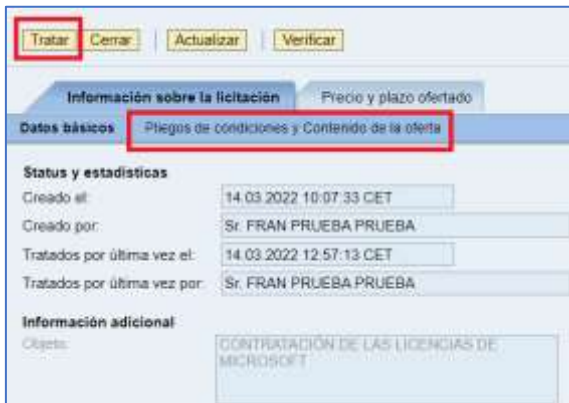 Tratar Cerrar Actualizar Verificar
Información sobre la licitación Precio y plazo ofertado
Datos básicos Pliegos de condiciones y Contenido de la oferta
Status y estadísticas
Creado el: 14.03.2022 10:07:33 CET
Creado por: Sr. FRAN PRUEBA PRUEBA
Tratados por última vez el: 14.03.2022 12:57:13 CET
Tratados por última vez por: Sr. FRAN PRUEBA PRUEBA
Información adicional
Objeto: CONTRATACIÓN DE LAS LICENCIAS DE
MICROSOFT